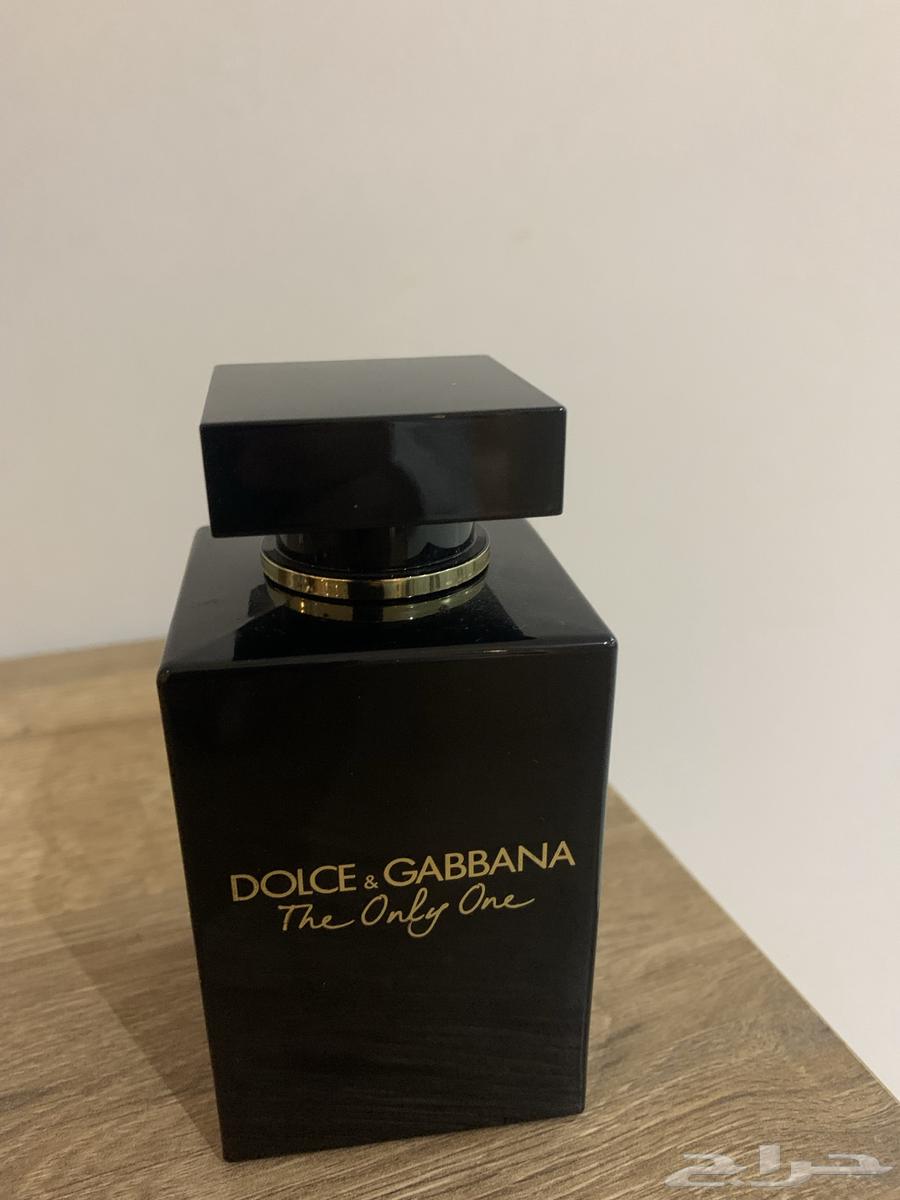 DOLCE & GABBANA
The Only One
حراج